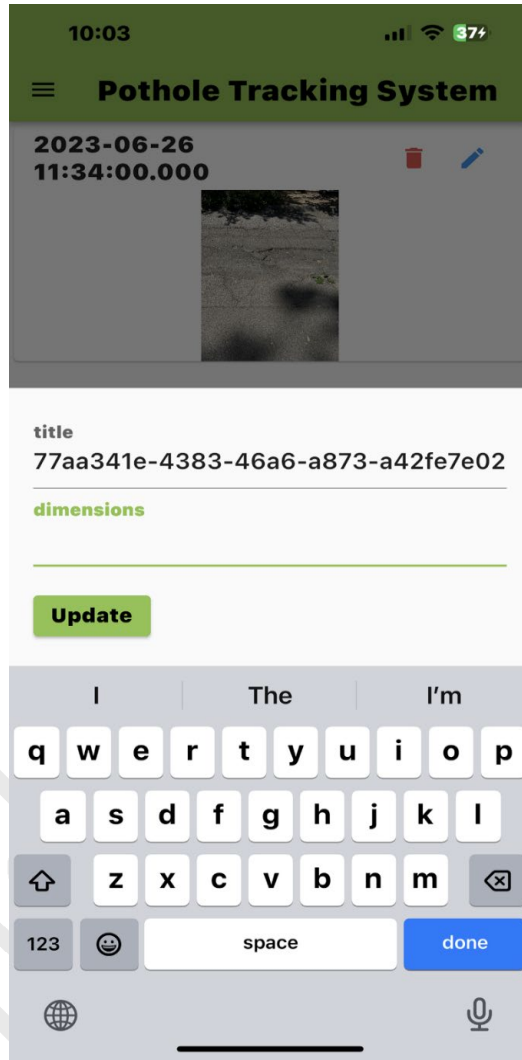 10:03
37
Pothole Tracking System
2023-06-26
11:34:00.000
title
77aa341e-4383-46a6-a873-a42fe7e02
dimensions
Update
I The I'm
q w e r t y u i o p
a s d f g h j k l
z x c v b n m
123 space done